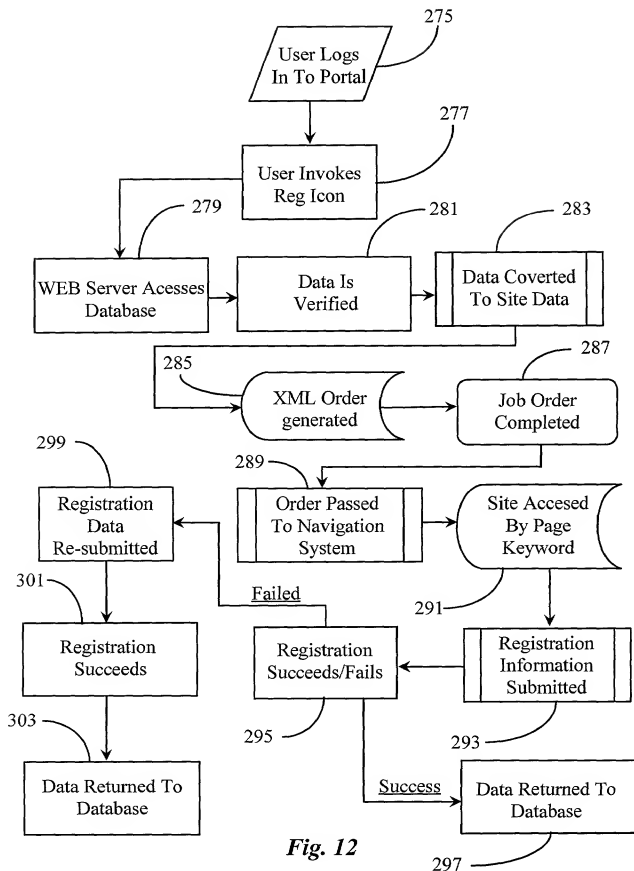 275
User Logs
In To Portal
277
User Invokes
Reg Icon
279
281
283
WEB Server Acesses
Database
Data Is
Verified
Data Coverted
To Site Data
285
287
XML Order
generated
Job Order
Completed
299
289
Registration
Data
Re-submitted
Order Passed
To Navigation
System
Site Accesed
By Page
Keyword
291
301
Failed
Registration
Succeeds
Registration
Succeeds/Fails
Registration
Information
Submitted
295
293
303
Data Returned To
Database
Success
Data Returned To
Database
297
Fig. 12